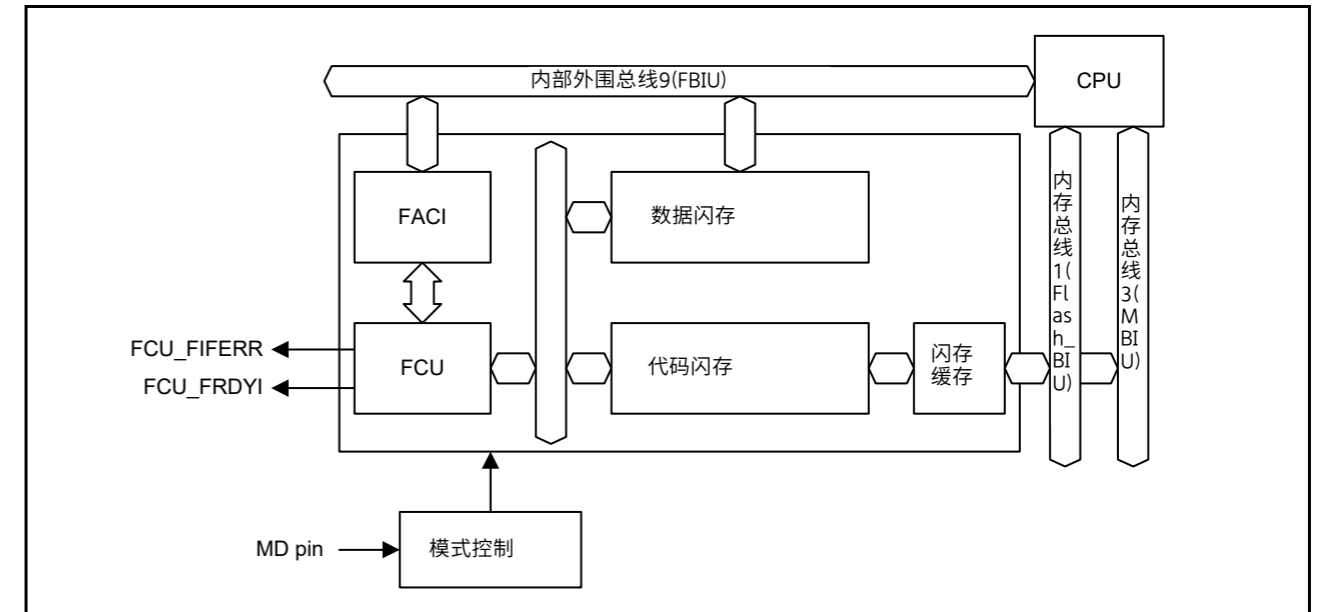 内部外围总线9(FBIU)
CPU
FACI
数据闪存
内
存
总
线
1(
Fl
as
h_
BI
U)
内
存
总
线
3(
M
BI
U)
FCU_FIFERR
FCU_FRDYI
FCU
代码闪存
闪存
缓存
MD pin
模式控制